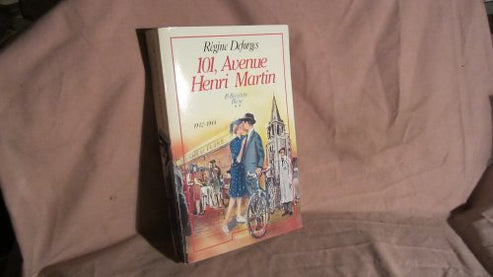 Régine Deforges
101, Avenue
Henri Martin
La Bicyclette
Bleue
**
1942-1944